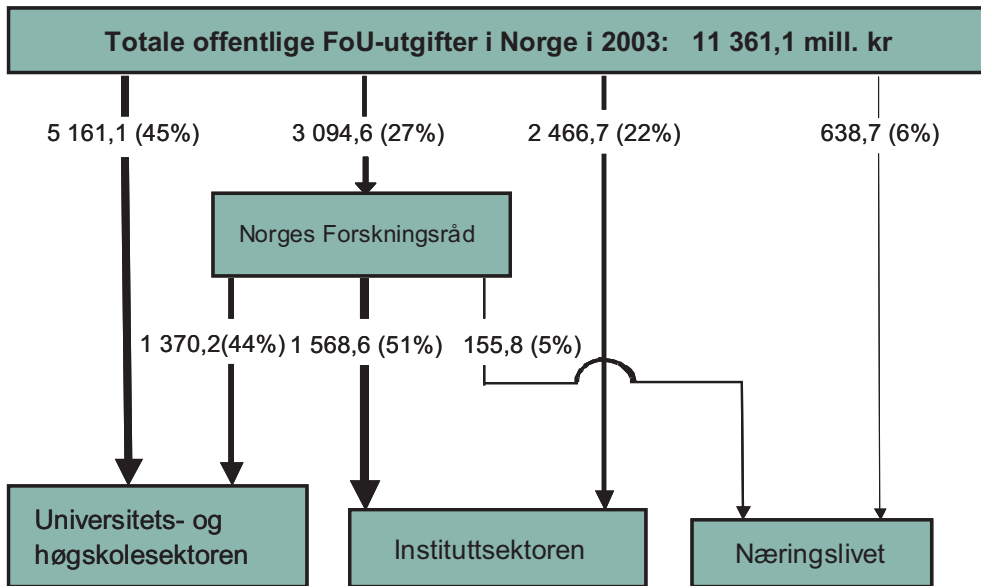 Totale offentlige FoU-utgifter i Norge i 2003: 11 361,1 mill. kr
5 161,1 (45%) 3 094,6 (27%) 2 466,7 (22%) 638,7 (6%)
Norges Forskningsråd
1 370,2(44%) 1 568,6 (51%) 155,8 (5%)
Universitets- og
høgskolesektoren
Instituttsektoren
Næringslivet